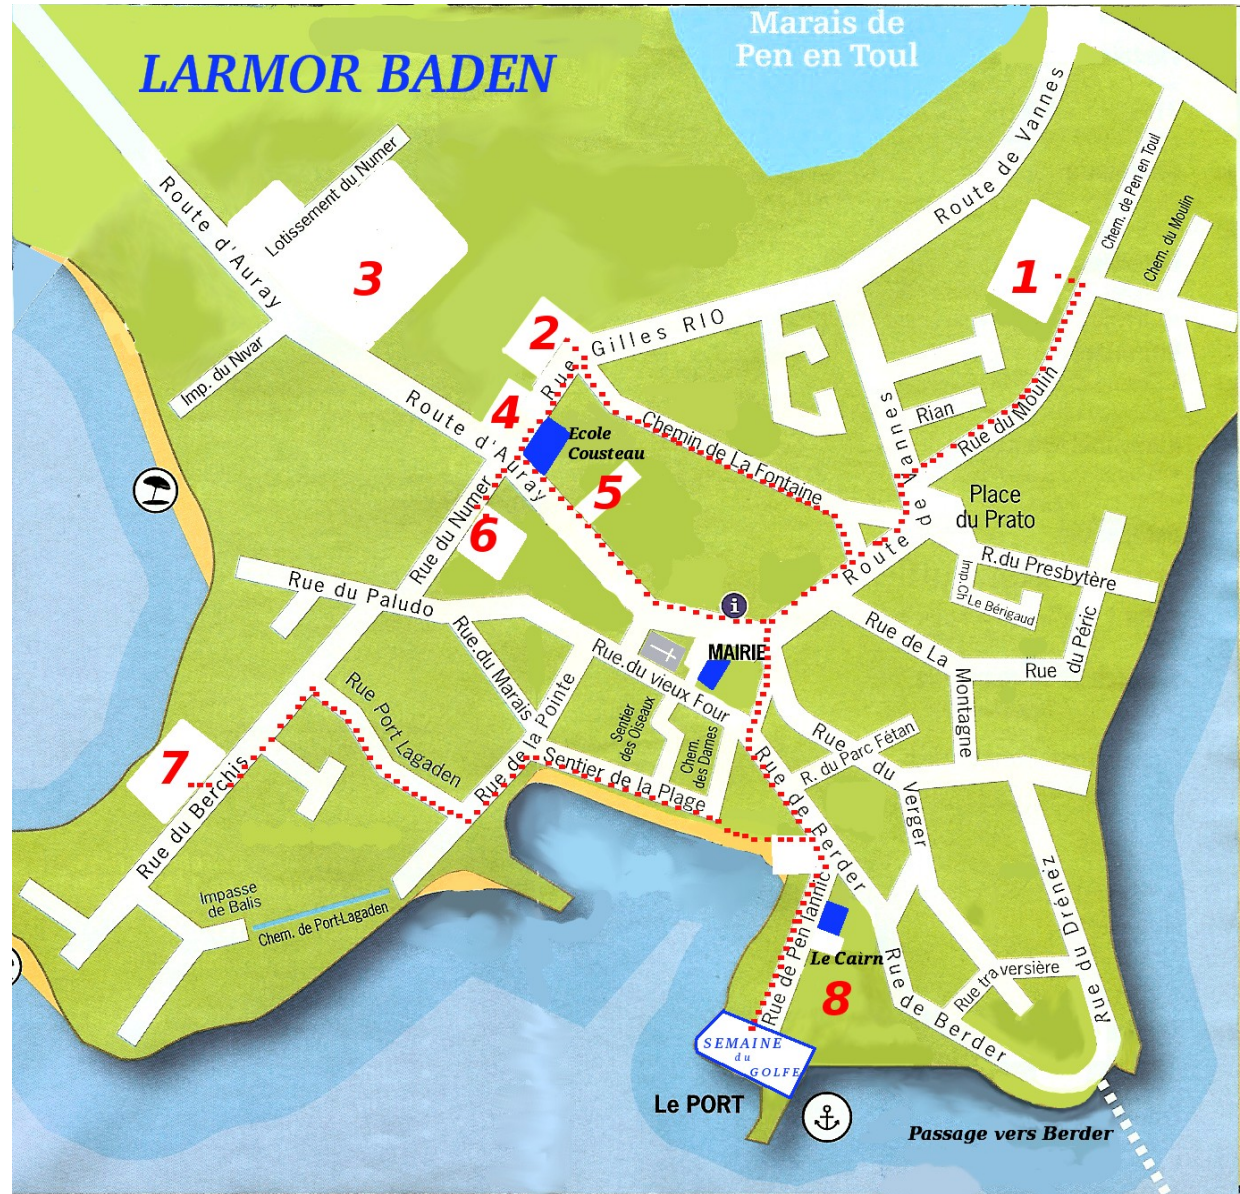 Marais de
Pen en Toul
LARMOR BADEN
Route de Vannes
Chem. de Pen en Toul
Chem. du Moulin
Lotissement du Numer
Route d'Auray
3
1
2
Imp. du Nivar
Rue Gilles RIO
Route d'Auray
4
Ecole
Cousteau
Chemin de La Fontaine
Rian
Rue du Moulin
Route de Vannes
5
Place
du Prato
6
Rue du Numer
i
R.du Presbytère
Imp.Ch
Le Bérigaud
Rue du Paludo
Rue de La
Montagne
Rue du Péric
MAIRIE
Rue.du Marais
Rue.du vieux Four
Rue Port Lagaden
Rue de la Pointe
Sentier
des Oiseaux
Chem.
des Dames
7
Sentier de la Plage
Rue du Verger
R. du Parc Fétan
Rue du Berchis
Rue de Berder
Impasse
de Balis
Chem. de Port-Lagaden
Rue de Pen lannic
Rue du Drénéz
Le Cairn
8
Rue traversière
Rue de Berder
SEMAINE
du
GOLFE
Le PORT
Passage vers Berder